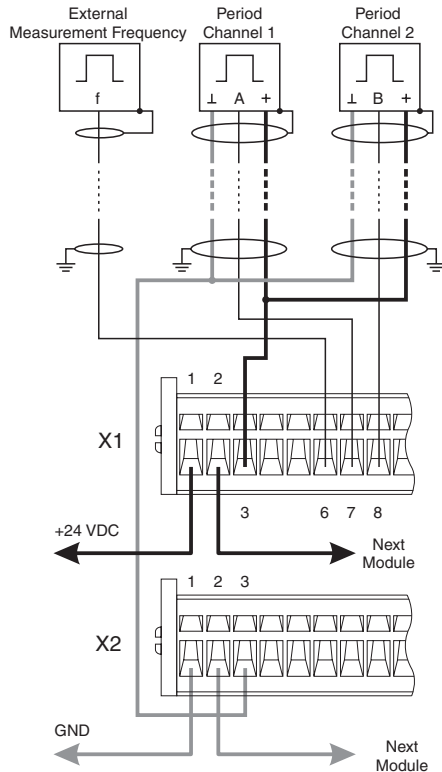 External
Measurement Frequency
Period
Channel 1
Period
Channel 2
f
⊥ A +
⊥ B +
1 2
X1
3 6 7 8
+24 VDC
Next
Module
1 2 3
X2
GND
Next
Module